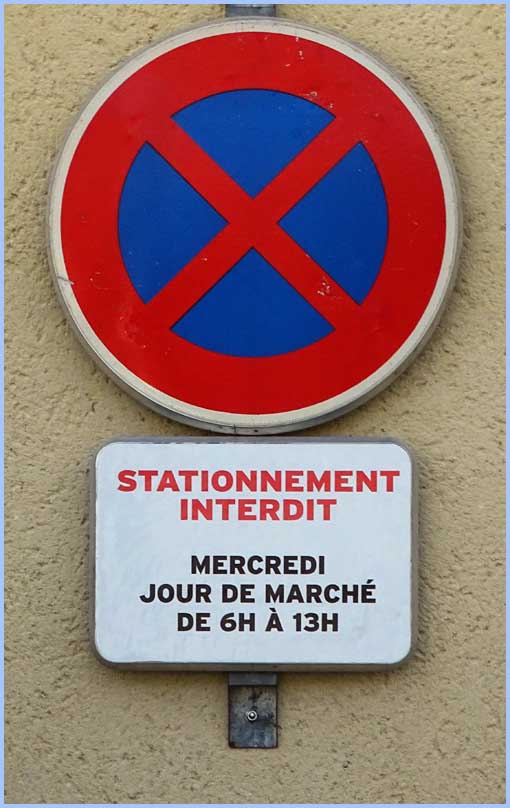 STATIONNEMENT
INTERDIT
MERCREDI
JOUR DE MARCHÉ
DE 6H À 13H